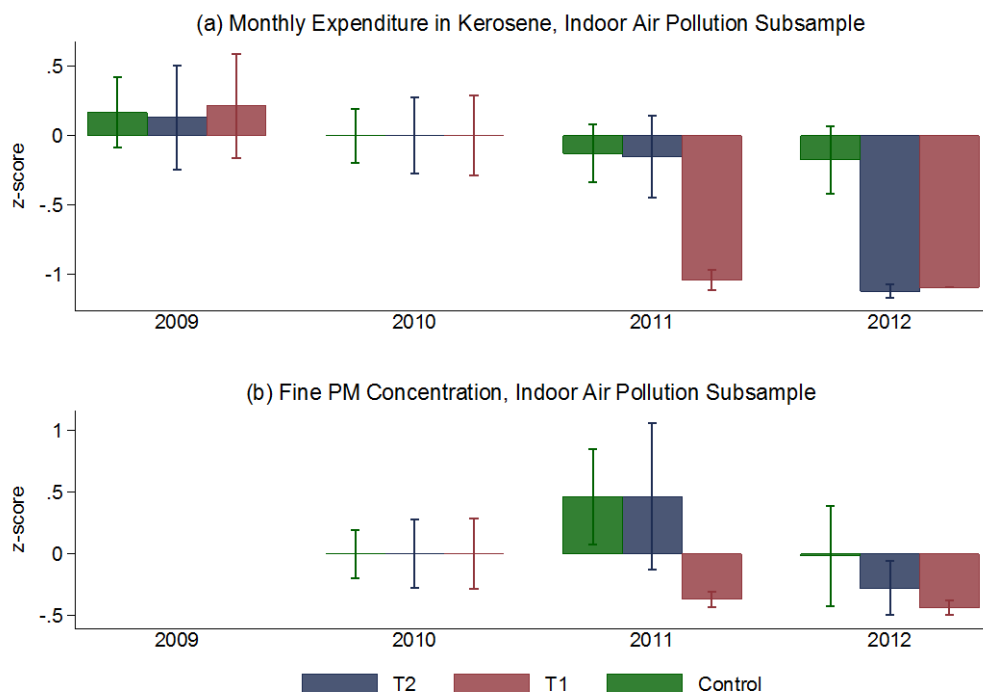 (a) Monthly Expenditure in Kerosene, Indoor Air Pollution Subsample
z-score
.5
0
-.5
-1
2009 2010 2011 2012
(b) Fine PM Concentration, Indoor Air Pollution Subsample
z-score
1
.5
0
-.5
2009 2010 2011 2012
T2 T1 Control